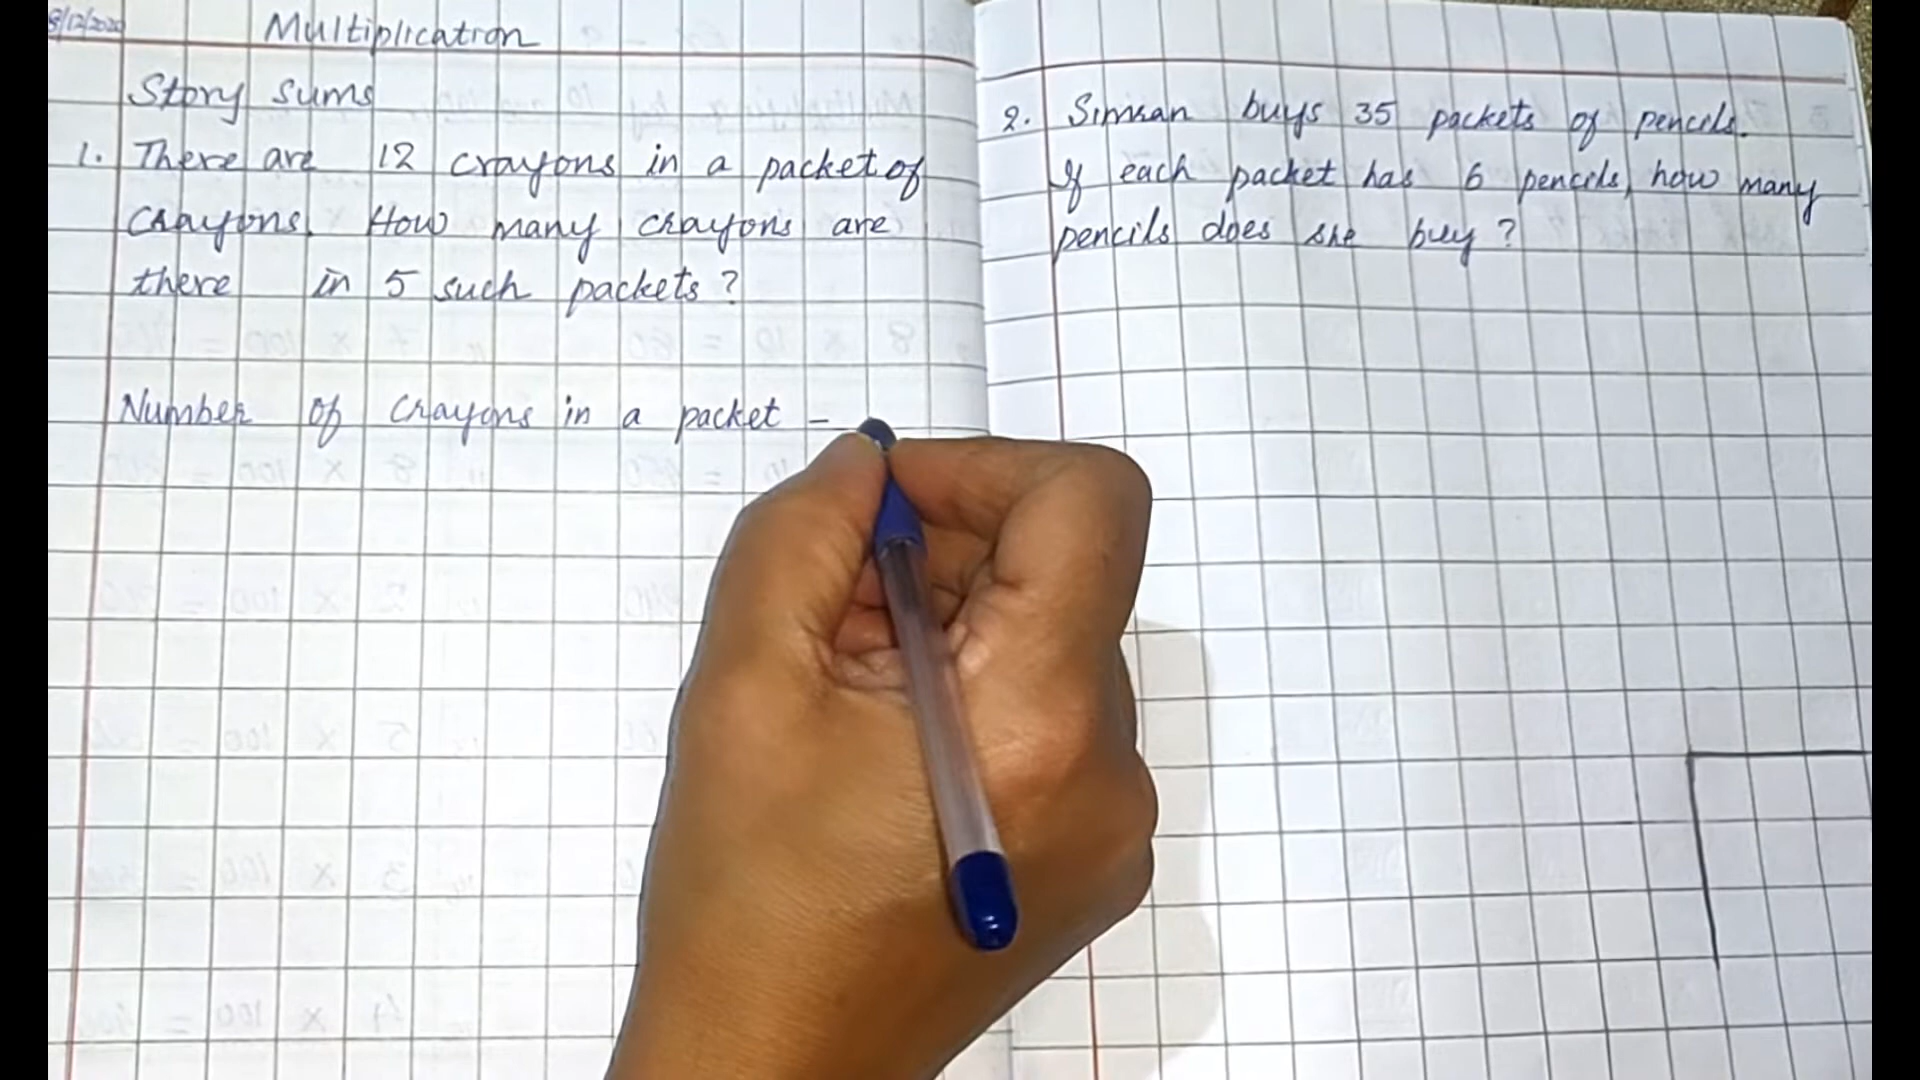 8/12/2020
Multiplication
Story sums
1. There are 12 crayons in a packet of
crayons. How many crayons are
there in 5 such packets?
Number of crayons in a packet -
2. Simran buys 35 packets of pencils.
If each packet has 6 pencils, how many
pencils does she buy?